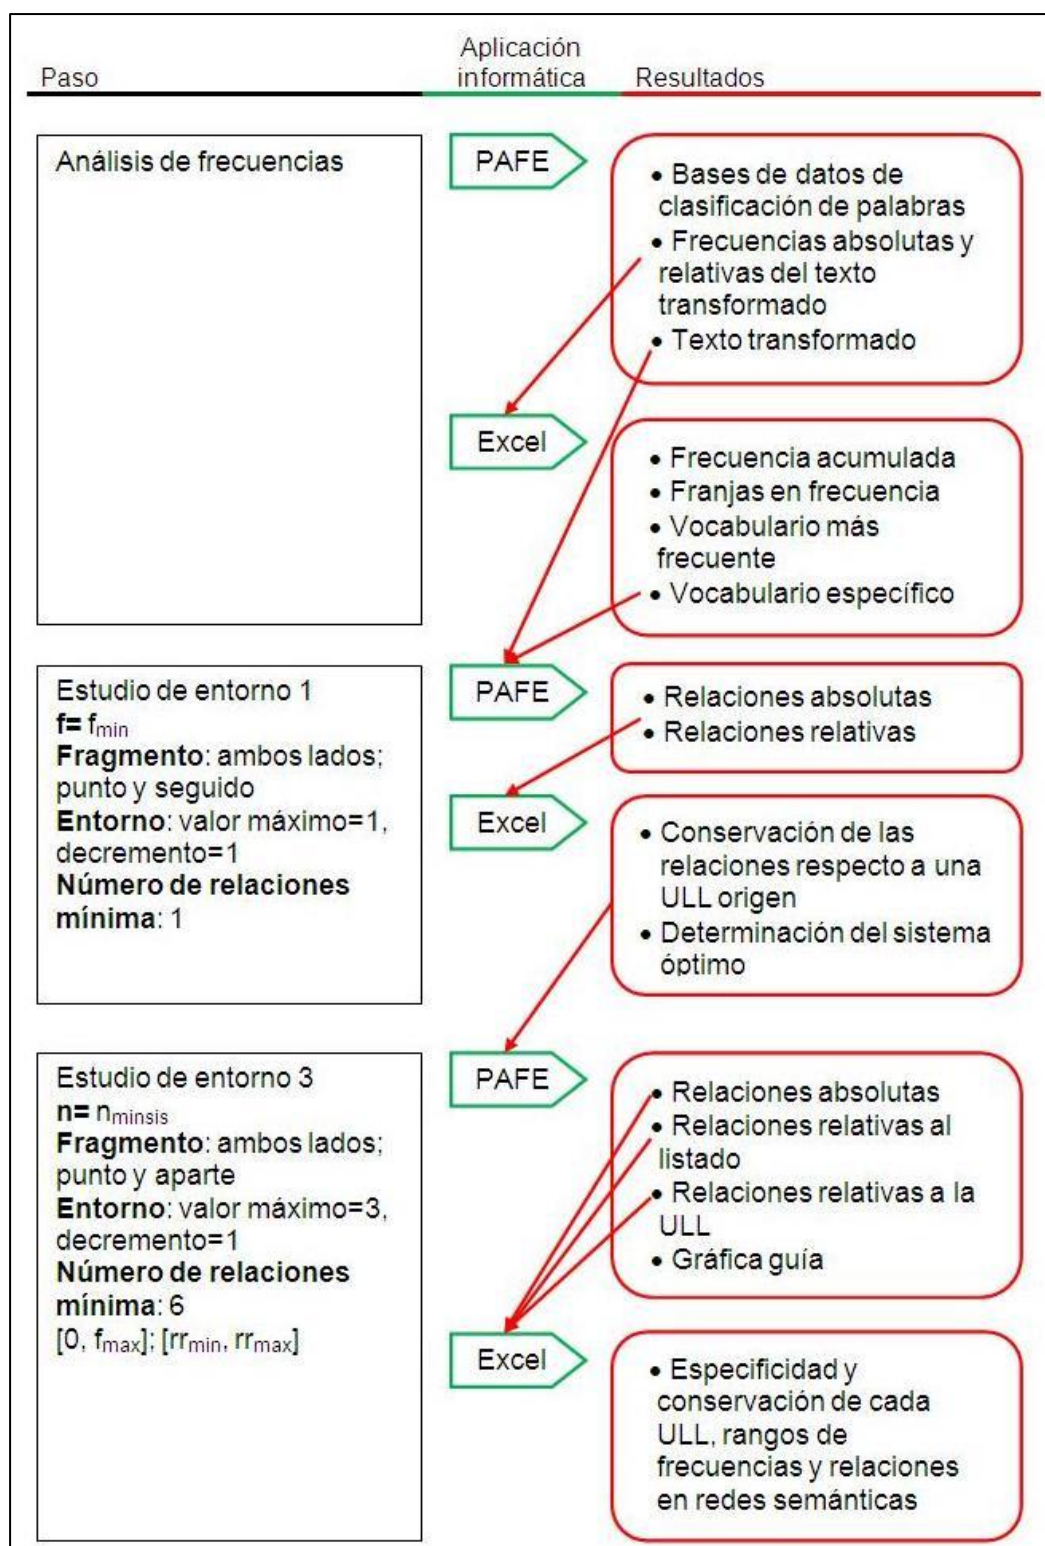 Paso
Aplicación
informática
Resultados
Análisis de frecuencias
PAFE
• Bases de datos de
clasificación de palabras
• Frecuencias absolutas y
relativas del texto
transformado
• Texto transformado
Excel
• Frecuencia acumulada
• Franjas en frecuencia
• Vocabulario más
frecuente
• Vocabulario específico
Estudio de entorno 1
f= fmin
Fragmento: ambos lados;
punto y seguido
Entorno: valor máximo=1,
decremento=1
Número de relaciones
mínima: 1
PAFE
• Relaciones absolutas
• Relaciones relativas
Excel
• Conservación de las
relaciones respecto a una
ULL origen
• Determinación del sistema
óptimo
Estudio de entorno 3
n= nminsis
Fragmento: ambos lados;
punto y aparte
Entorno: valor máximo=3,
decremento=1
Número de relaciones
mínima: 6
[0, fmax]; [rrmin, rrmax]
PAFE
• Relaciones absolutas
• Relaciones relativas al
listado
• Relaciones relativas a la
ULL
• Gráfica guía
Excel
• Especificidad y
conservación de cada
ULL, rangos de
frecuencias y relaciones
en redes semánticas